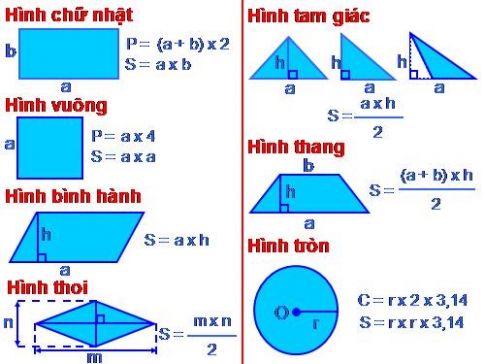 Hình chữ nhật
b
a
P = (a + b) x 2
S = a x b
Hình vuông
a
P = a x 4
S = a x a
Hình bình hành
h
a
S = a x h
Hình thoi
n
m
S = m x n / 2
Hình tam giác
h h h
a a a
S = a x h / 2
Hình thang
b
h
a
S = (a + b) x h / 2
Hình tròn
O
r
C = r x 2 x 3,14
S = r x r x 3,14